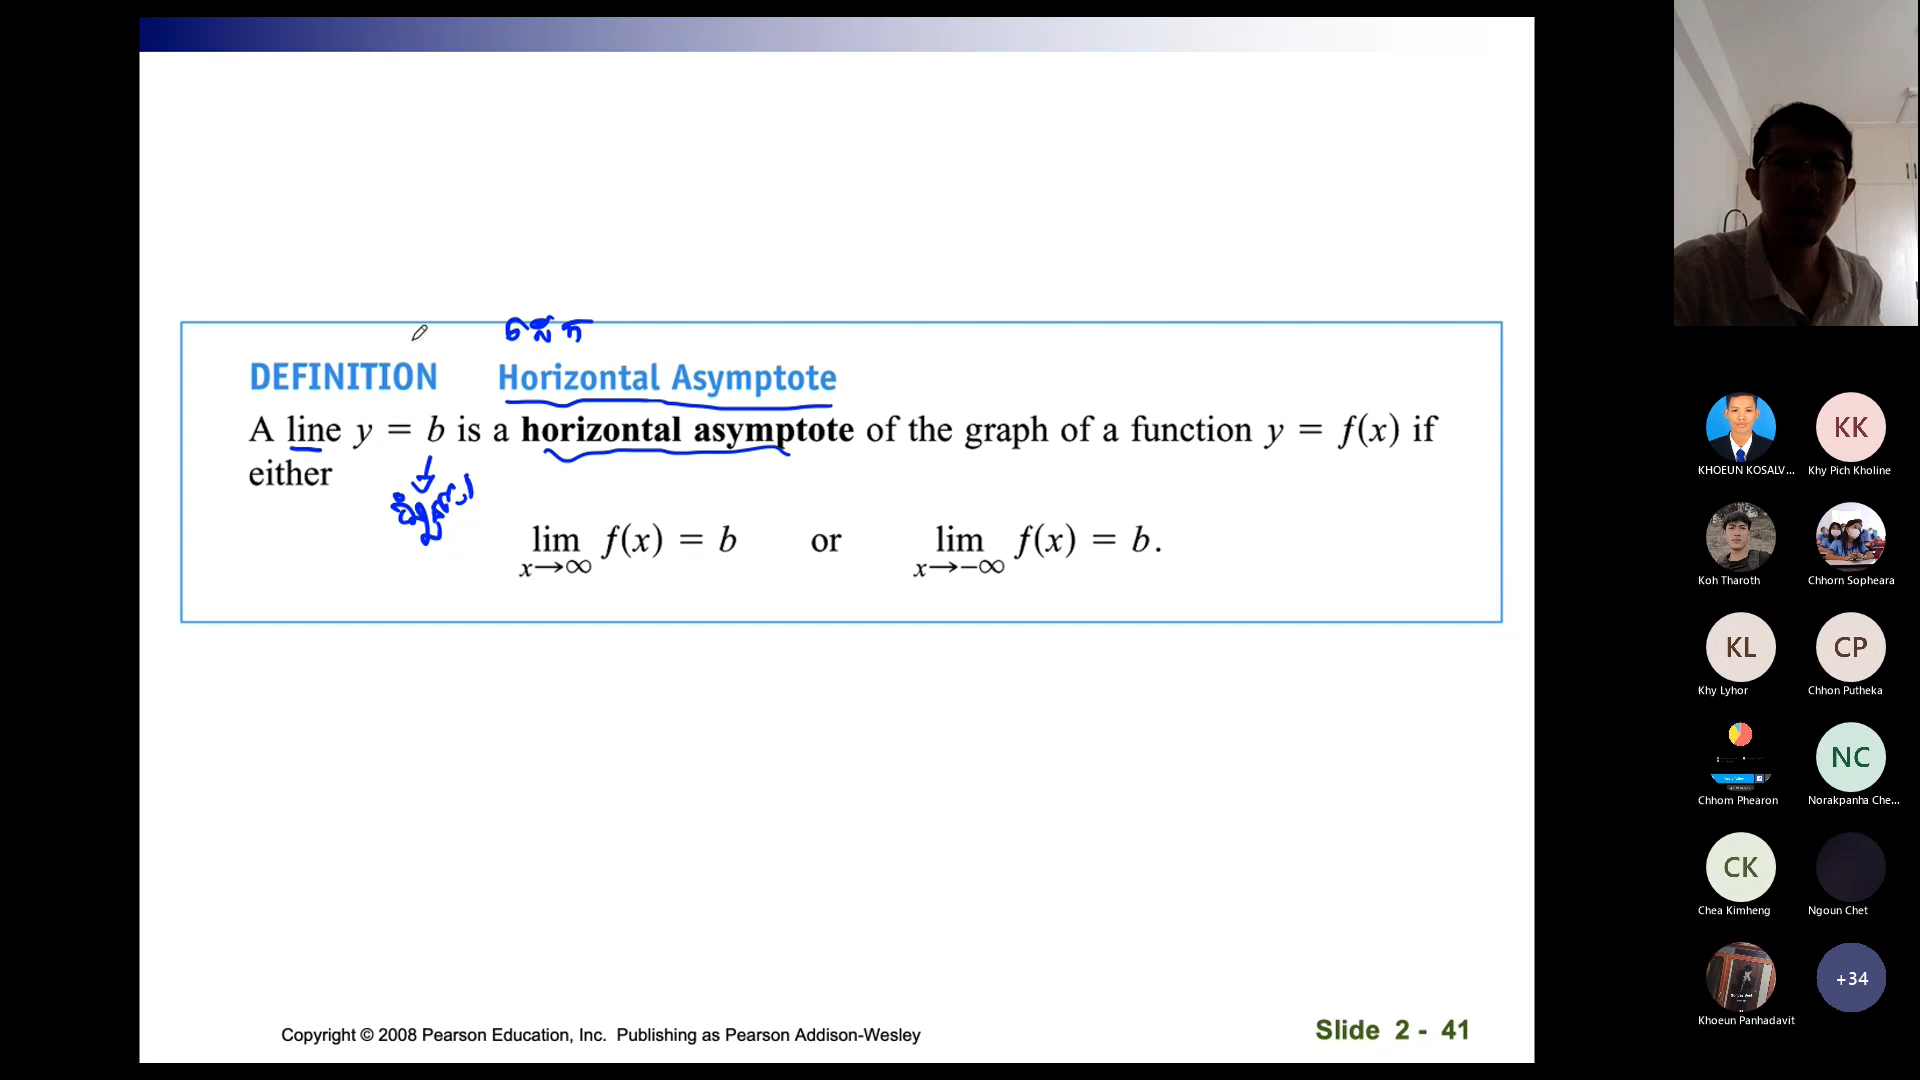 DEFINITION Horizontal Asymptote
A line y = b is a horizontal asymptote of the graph of a function y = f(x) if
either
lim x→∞ f(x) = b or lim x→−∞ f(x) = b.
Copyright © 2008 Pearson Education, Inc. Publishing as Pearson Addison-Wesley
Slide 2 - 41
KHOEUN KOSALV...
KK
Khy Pich Kholine
Koh Tharoth
Chhorn Sopheara
KL
Khy Lyhor
CP
Chhon Putheka
Chhom Phearon
NC
Norakpanha Che...
CK
Chea Kimheng
Ngoun Chet
Khoeun Panhadavit
+34